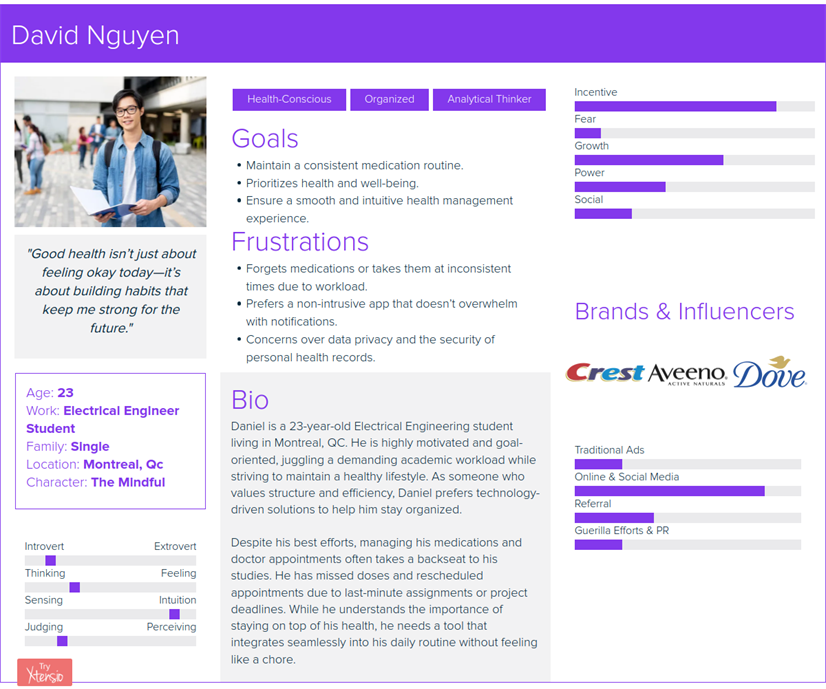 David Nguyen
"Good health isn’t just about
feeling okay today—it’s
about building habits that
keep me strong for the
future."
Age: 23
Work: Electrical Engineer
Student
Family: Single
Location: Montreal, Qc
Character: The Mindful
Introvert Extrovert
Thinking Feeling
Sensing Intuition
Judging Perceiving
Try
Xtensio
Health-Conscious
Organized
Analytical Thinker
Goals
• Maintain a consistent medication routine.
• Prioritizes health and well-being.
• Ensure a smooth and intuitive health management
experience.
Frustrations
• Forgets medications or takes them at inconsistent
times due to workload.
• Prefers a non-intrusive app that doesn’t overwhelm
with notifications.
• Concerns over data privacy and the security of
personal health records.
Bio
Daniel is a 23-year-old Electrical Engineering student
living in Montreal, QC. He is highly motivated and goal-
oriented, juggling a demanding academic workload while
striving to maintain a healthy lifestyle. As someone who
values structure and efficiency, Daniel prefers technology-
driven solutions to help him stay organized.
Despite his best efforts, managing his medications and
doctor appointments often takes a backseat to his
studies. He has missed doses and rescheduled
appointments due to last-minute assignments or project
deadlines. While he understands the importance of
staying on top of his health, he needs a tool that
integrates seamlessly into his daily routine without feeling
like a chore.
Incentive
Fear
Growth
Power
Social
Brands & Influencers
Crest
Aveeno.
ACTIVE NATURALS
Dove
Traditional Ads
Online & Social Media
Referral
Guerilla Efforts & PR